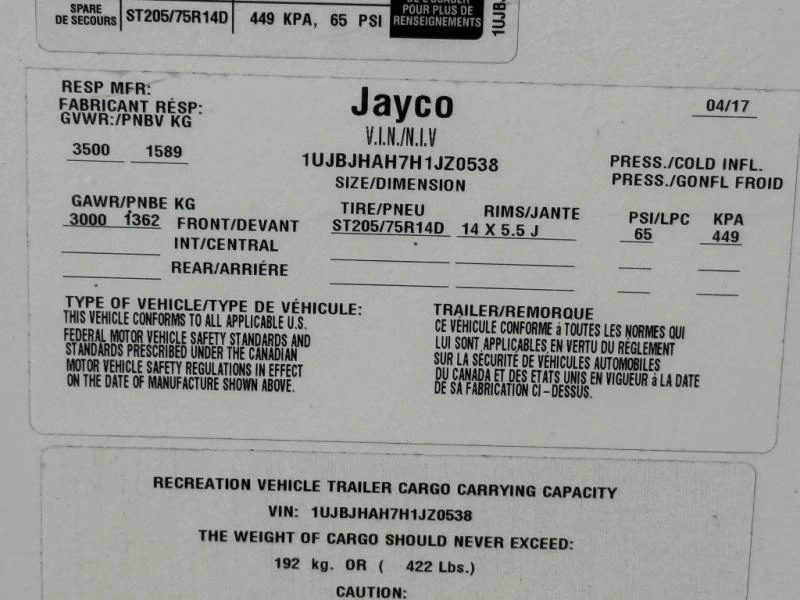 SPARE
DE SECOURS ST205/75R14D 449 KPA, 65 PSI
POUR PLUS DE
RENSEIGNEMENTS
1UJB
RESP MFR:
FABRICANT RÉSP:
GVWR:/PNBV KG
3500 1589
Jayco
V.I.N./N.I.V
1UJBJHAH7H1JZ0538
SIZE/DIMENSION
04/17
PRESS./COLD INFL.
PRESS./GONFL FROID
GAWR/PNBE KG TIRE/PNEU RIMS/JANTE PSI/LPC KPA
3000 1362 FRONT/DEVANT ST205/75R14D 14 X 5.5 J 65 449
INT/CENTRAL
REAR/ARRIÉRE
TYPE OF VEHICLE/TYPE DE VÉHICULE:
THIS VEHICLE CONFORMS TO ALL APPLICABLE U.S.
FEDERAL MOTOR VEHICLE SAFETY STANDARDS AND
STANDARDS PRESCRIBED UNDER THE CANADIAN
MOTOR VEHICLE SAFETY REGULATIONS IN EFFECT
ON THE DATE OF MANUFACTURE SHOWN ABOVE.
TRAILER/REMORQUE
CE VÉHICULE CONFORME à TOUTES LES NORMES QUI
LUI SONT APPLICABLES EN VERTU DU RÉGLEMENT
SUR LA SÉCURITÉ DE VÉHICULES AUTOMOBILES
DU CANADA ET DES ETATS UNIS EN VIGUEUR à LA DATE
DE SA FABRICATION CI-DESSUS.
RECREATION VEHICLE TRAILER CARGO CARRYING CAPACITY
VIN: 1UJBJHAH7H1JZ0538
THE WEIGHT OF CARGO SHOULD NEVER EXCEED:
192 kg. OR ( 422 Lbs.)
CAUTION: